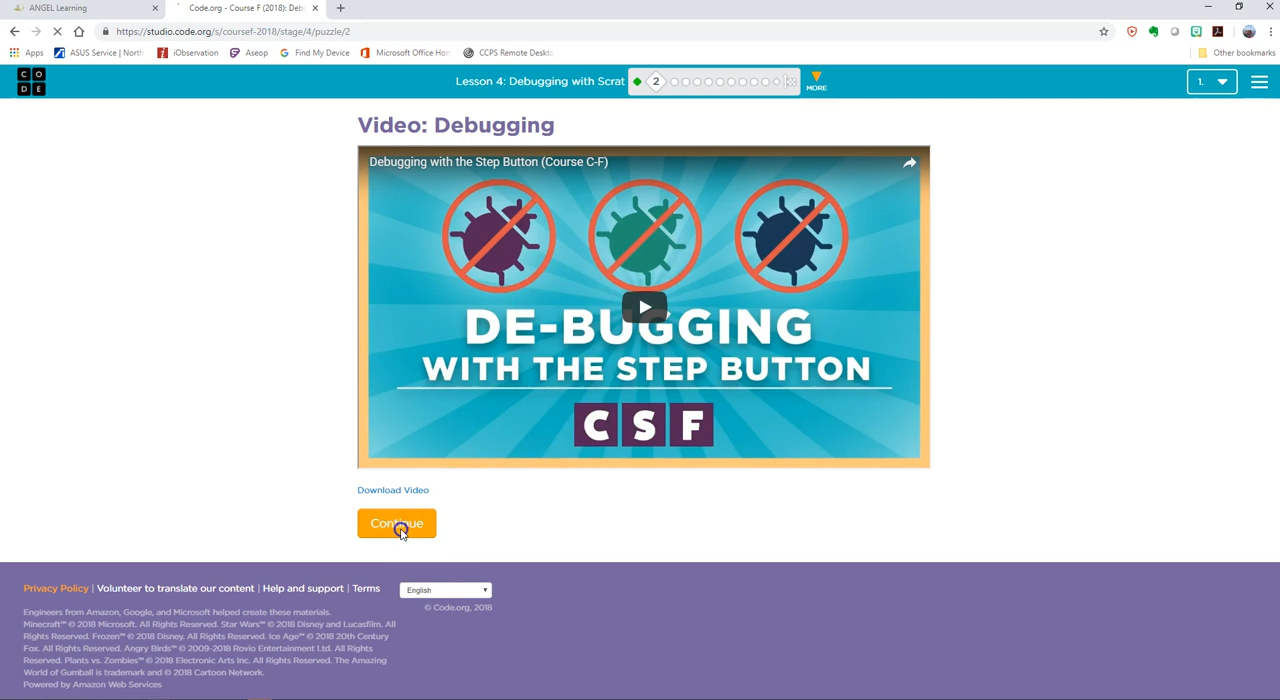 ANGEL Learning
Code.org - Course F (2018): Deb
https://studio.code.org/s/coursef-2018/stage/4/puzzle/2
Apps
ASUS Service | North
iObservation
Aseop
Find My Device
Microsoft Office Hom
CCPS Remote Deskto
Other bookmarks
C O
D E
Lesson 4: Debugging with Scrat
2
MORE
1.
Video: Debugging
Debugging with the Step Button (Course C-F)
DE-BUGGING
WITH THE STEP BUTTON
C S F
Download Video
Continue
Privacy Policy | Volunteer to translate our content | Help and support | Terms
English
© Code.org, 2018
Engineers from Amazon, Google, and Microsoft helped create these materials.
Minecraft™ © 2018 Microsoft. All Rights Reserved. Star Wars™ © 2018 Disney and Lucasfilm. All
Rights Reserved. Frozen™ © 2018 Disney. All Rights Reserved. Ice Age™ © 2018 20th Century
Fox. All Rights Reserved. Angry Birds™ © 2009-2018 Rovio Entertainment Ltd. All Rights
Reserved. Plants vs. Zombies™ © 2018 Electronic Arts Inc. All Rights Reserved. The Amazing
World of Gumball is trademark and © 2018 Cartoon Network.
Powered by Amazon Web Services